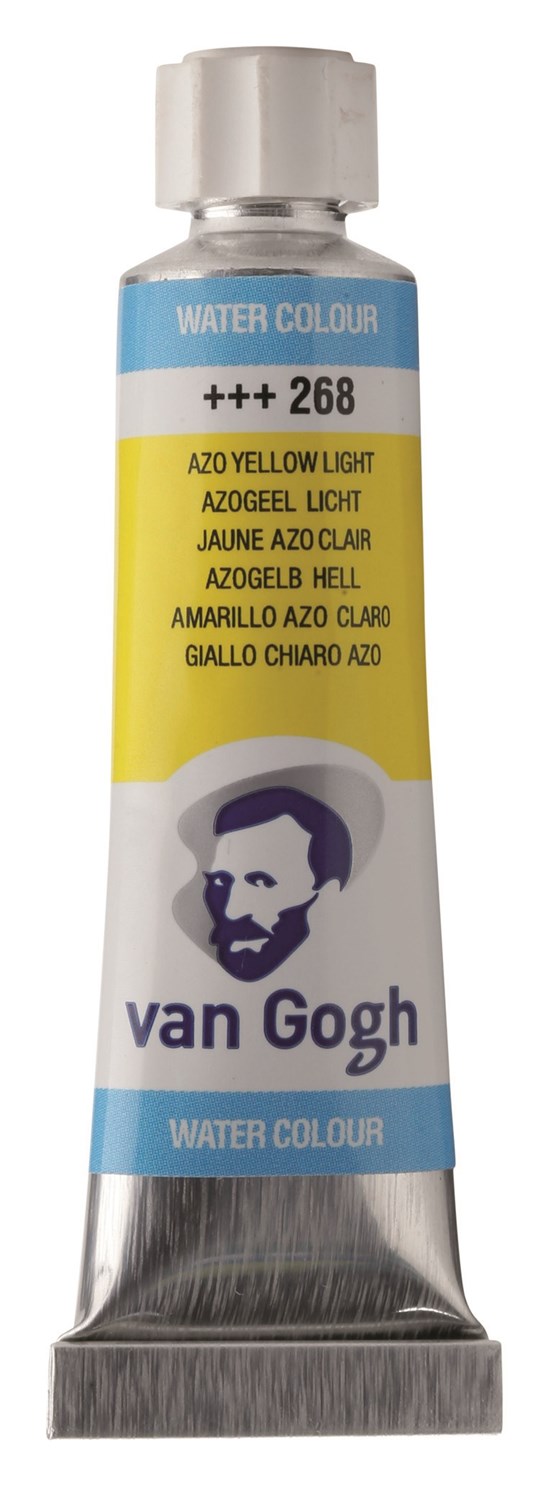 WATER COLOUR
+++ 268
AZO YELLOW LIGHT
AZOGEEL LICHT
JAUNE AZO CLAIR
AZOGELB HELL
AMARILLO AZO CLARO
GIALLO CHIARO AZO
van Gogh
WATER COLOUR